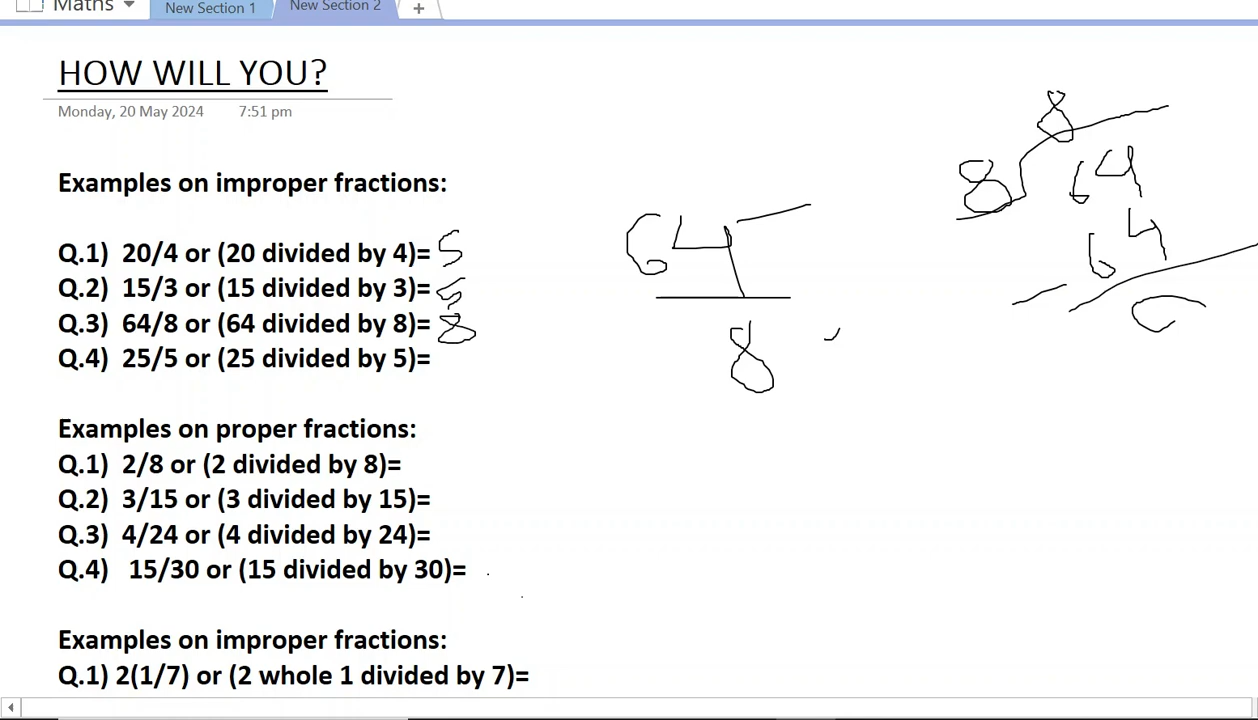 Maths New Section 1 New Section 2 +
HOW WILL YOU?
Monday, 20 May 2024 7:51 pm
Examples on improper fractions:
Q.1) 20/4 or (20 divided by 4)= 5
Q.2) 15/3 or (15 divided by 3)= 5
Q.3) 64/8 or (64 divided by 8)= 8
Q.4) 25/5 or (25 divided by 5)=
Examples on proper fractions:
Q.1) 2/8 or (2 divided by 8)=
Q.2) 3/15 or (3 divided by 15)=
Q.3) 4/24 or (4 divided by 24)=
Q.4) 15/30 or (15 divided by 30)=
Examples on improper fractions:
Q.1) 2(1/7) or (2 whole 1 divided by 7)=
64
8
8
8 64
64
0